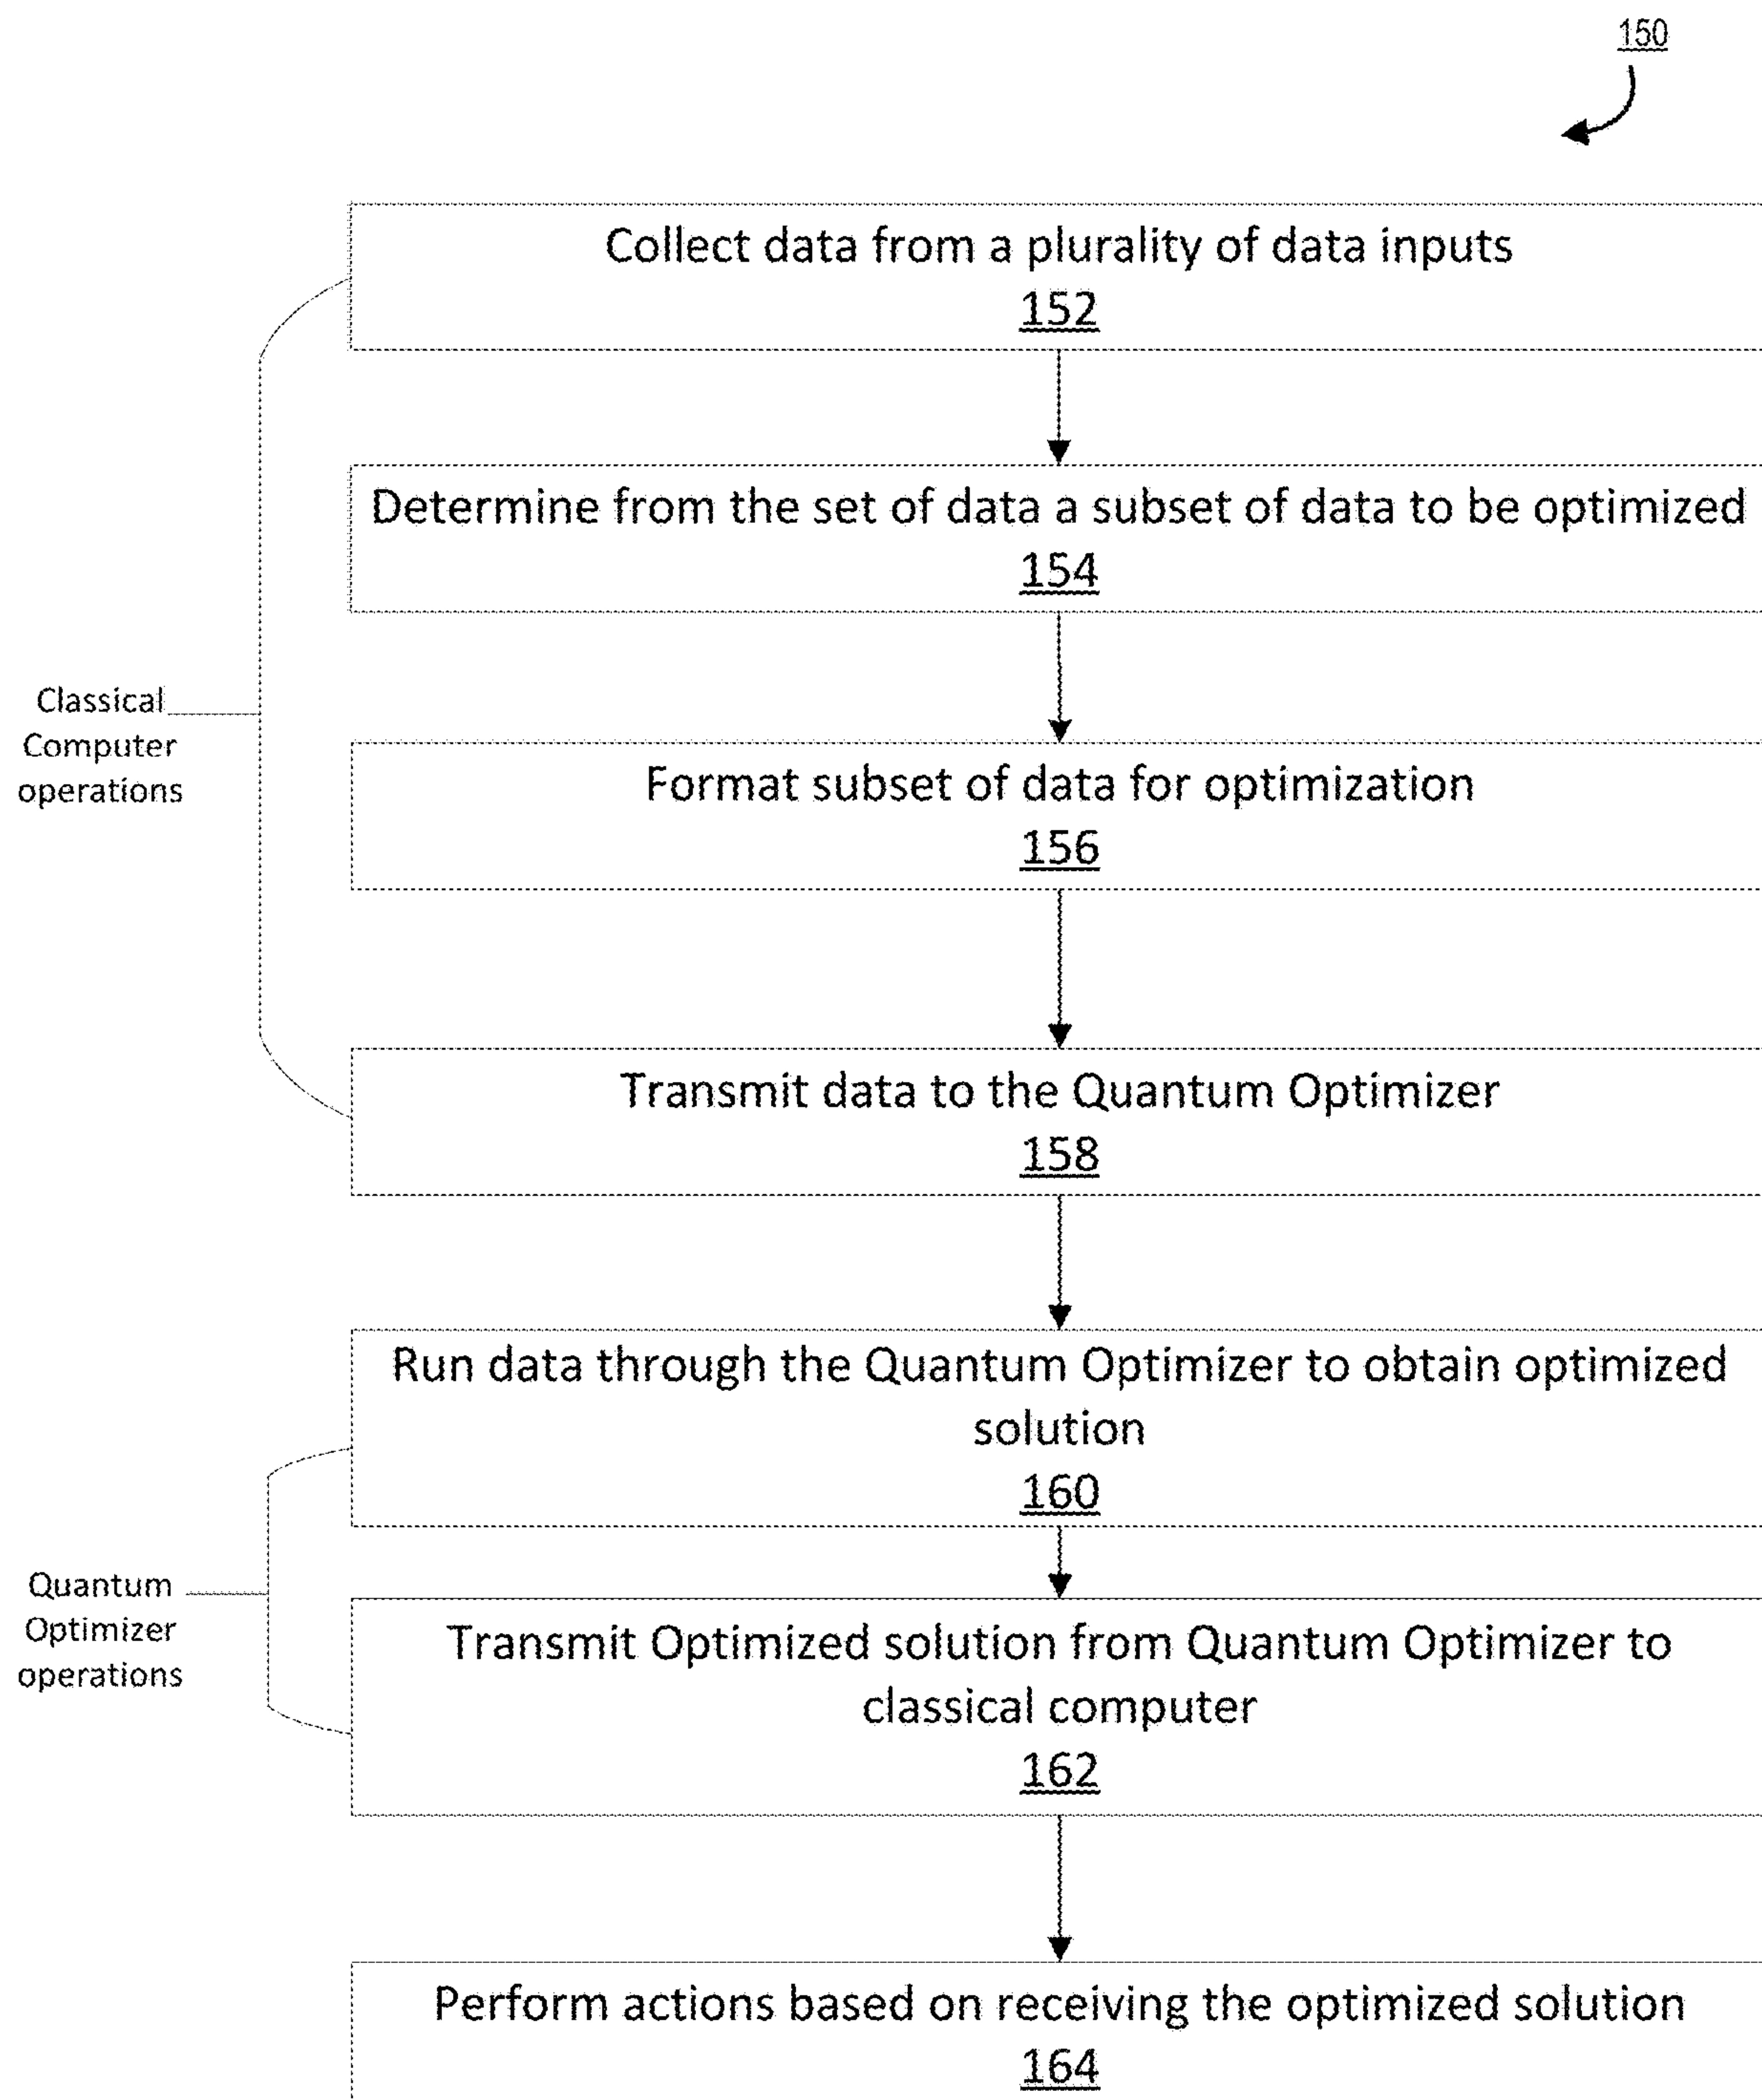 150
Collect data from a plurality of data inputs
152
Determine from the set of data a subset of data to be optimized
154
Classical
Computer
operations
Format subset of data for optimization
156
Transmit data to the Quantum Optimizer
158
Run data through the Quantum Optimizer to obtain optimized
solution
160
Quantum
Optimizer
operations
Transmit Optimized solution from Quantum Optimizer to
classical computer
162
Perform actions based on receiving the optimized solution
164